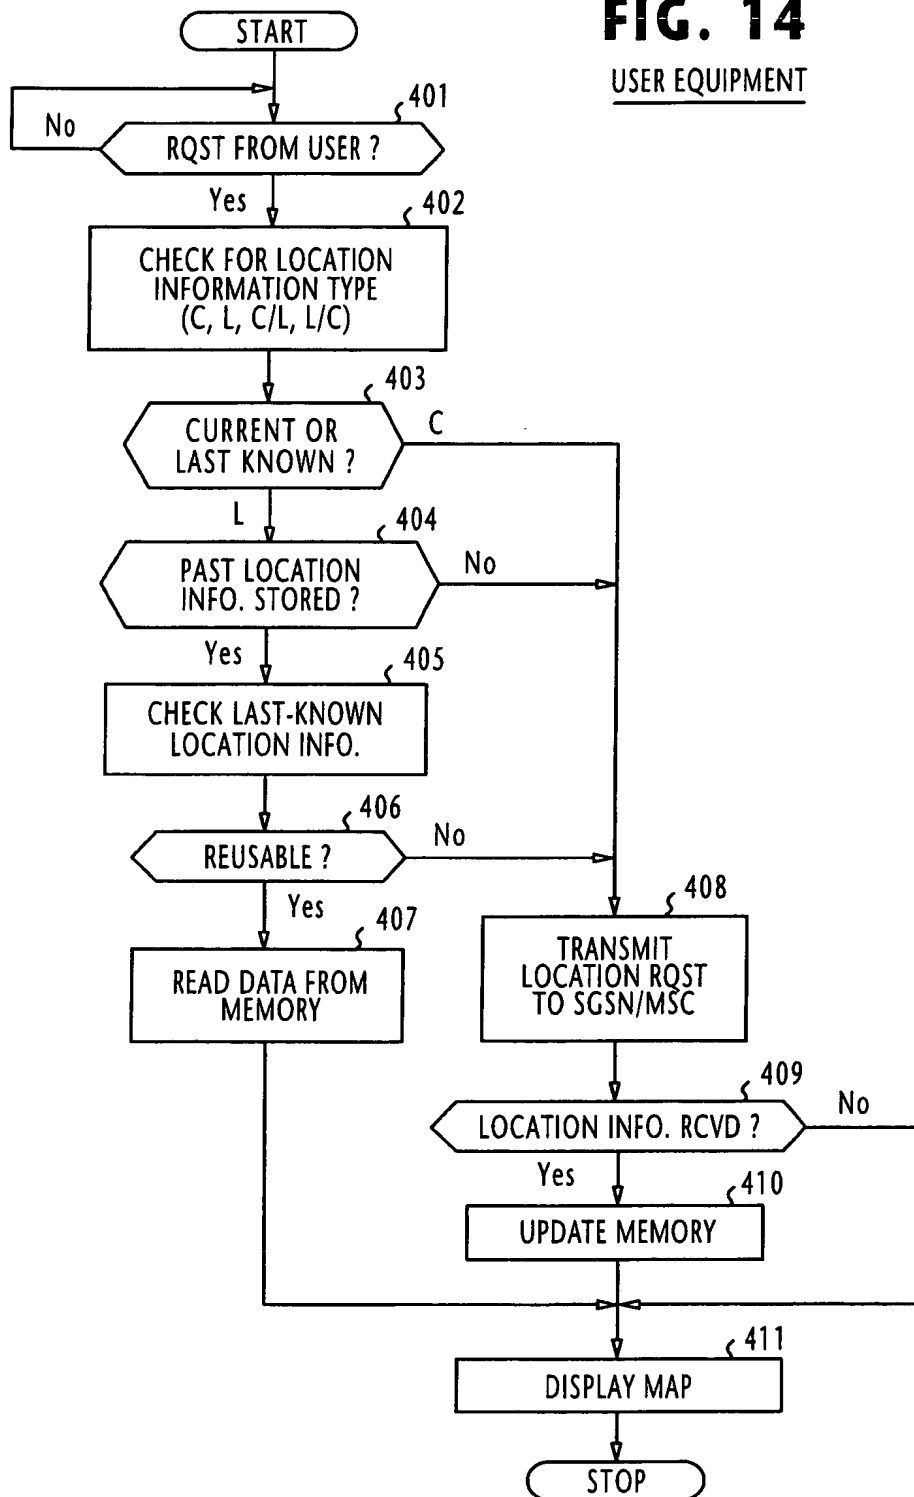 FIG. 14
USER EQUIPMENT
START
401
No
RQST FROM USER ?
Yes
402
CHECK FOR LOCATION
INFORMATION TYPE
(C, L, C/L, L/C)
403
CURRENT OR
LAST KNOWN ?
C
L
404
PAST LOCATION
INFO. STORED ?
No
Yes
405
CHECK LAST-KNOWN
LOCATION INFO.
406
REUSABLE ?
No
Yes
407
READ DATA FROM
MEMORY
408
TRANSMIT
LOCATION RQST
TO SGSN/MSC
409
LOCATION INFO. RCVD ?
No
Yes
410
UPDATE MEMORY
411
DISPLAY MAP
STOP